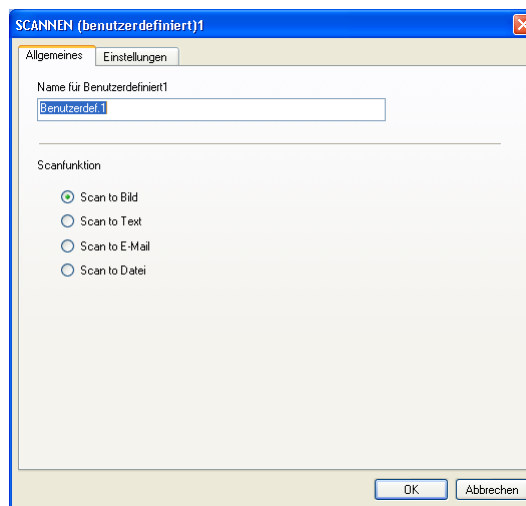 SCANNEN (benutzerdefiniert)1
Allgemeines Einstellungen
Name für Benutzerdefiniert1
Benutzerdef.1
Scanfunktion
Scan to Bild
Scan to Text
Scan to E-Mail
Scan to Datei
OK Abbrechen